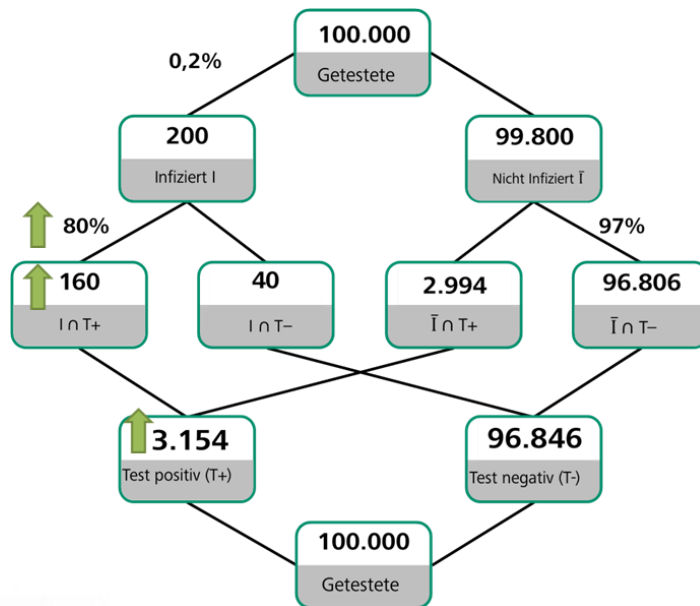 100.000
Getestete
0,2%
200
Infiziert I
99.800
Nicht Infiziert Ī
80%
97%
160
I ∩ T+
40
I ∩ T–
2.994
Ī ∩ T+
96.806
Ī ∩ T–
3.154
Test positiv (T+)
96.846
Test negativ (T-)
100.000
Getestete